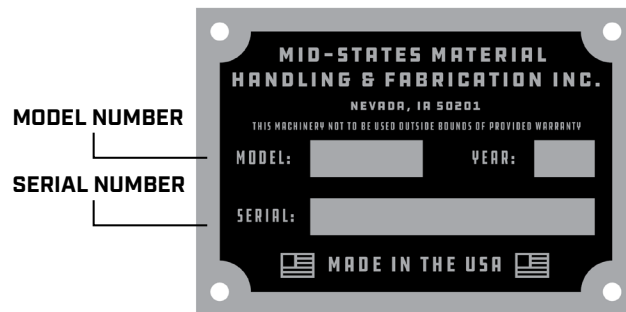 MID-STATES MATERIAL
HANDLING & FABRICATION INC.
NEVADA, IA 50201
THIS MACHINERY NOT TO BE USED OUTSIDE BOUNDS OF PROVIDED WARRANTY
MODEL NUMBER
MODEL: YEAR:
SERIAL NUMBER
SERIAL:
MADE IN THE USA